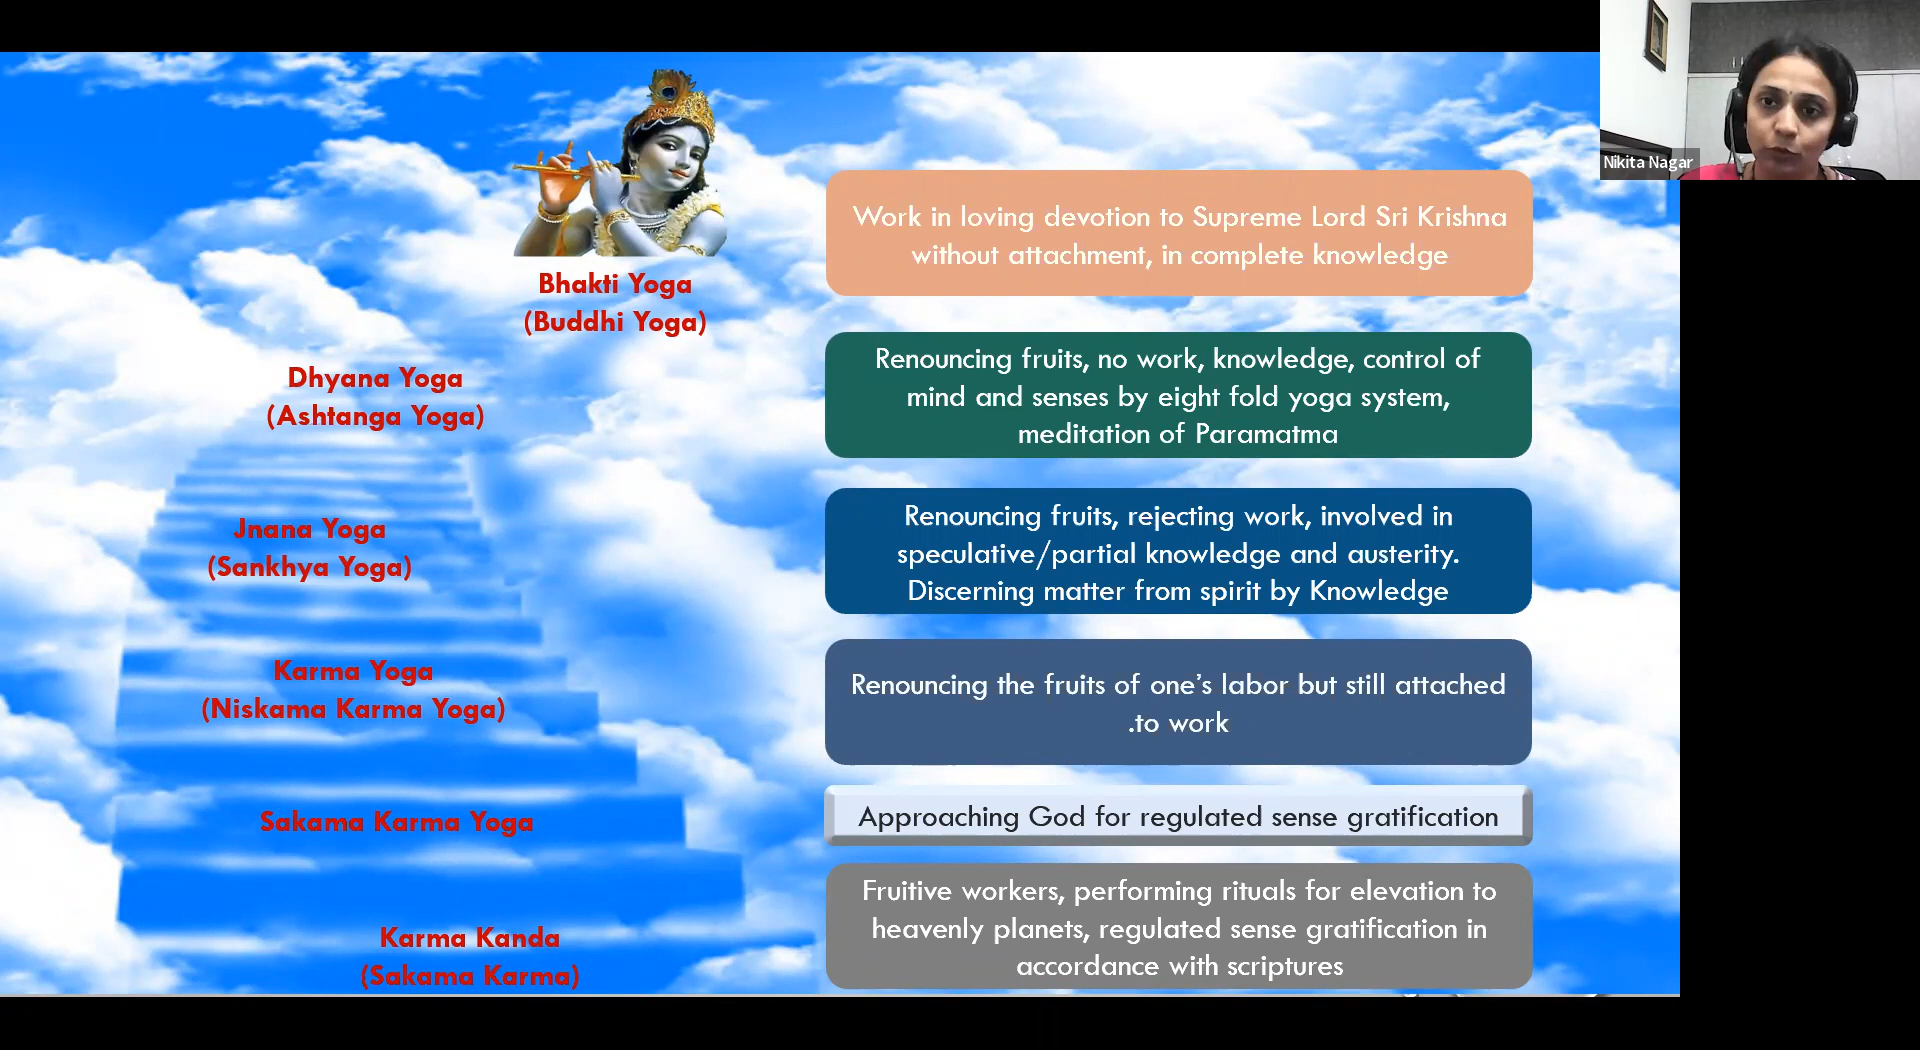 Nikita Nagar
Work in loving devotion to Supreme Lord Sri Krishna
without attachment, in complete knowledge
Bhakti Yoga
(Buddhi Yoga)
Renouncing fruits, no work, knowledge, control of
mind and senses by eight fold yoga system,
meditation of Paramatma
Dhyana Yoga
(Ashtanga Yoga)
Renouncing fruits, rejecting work, involved in
speculative/partial knowledge and austerity.
Discerning matter from spirit by Knowledge
Jnana Yoga
(Sankhya Yoga)
Renouncing the fruits of one's labor but still attached
.to work
Karma Yoga
(Niskama Karma Yoga)
Approaching God for regulated sense gratification
Sakama Karma Yoga
Fruitive workers, performing rituals for elevation to
heavenly planets, regulated sense gratification in
accordance with scriptures
Karma Kanda
(Sakama Karma)